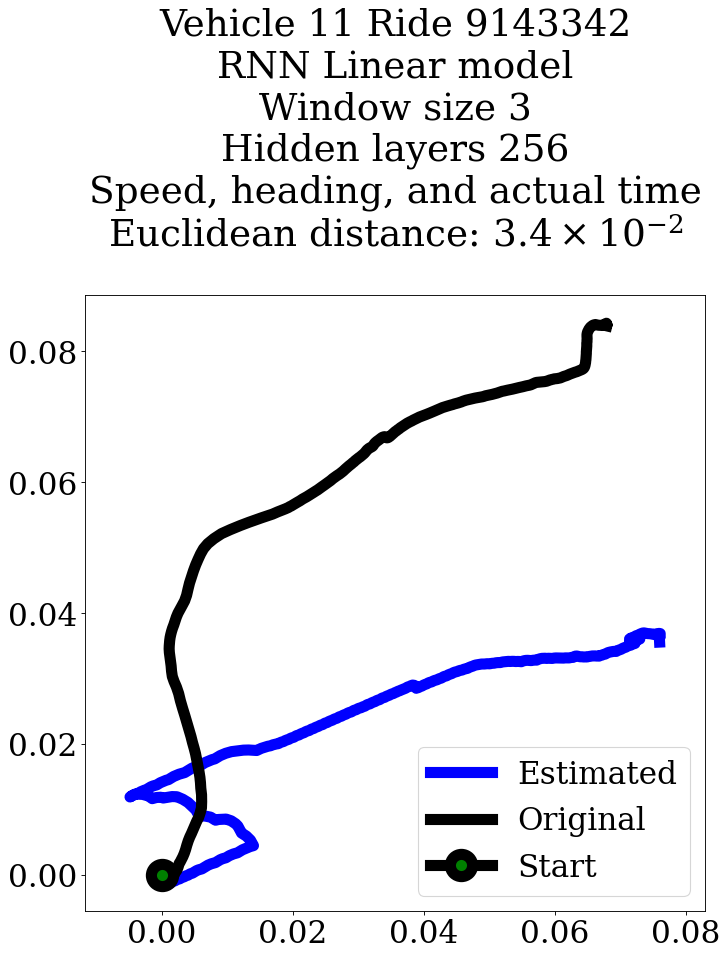 Vehicle 11 Ride 9143342
RNN Linear model
Window size 3
Hidden layers 256
Speed, heading, and actual time
Euclidean distance: 3.4 × 10⁻²
0.08
0.06
0.04
0.02
0.00
Estimated
Original
Start
0.00 0.02 0.04 0.06 0.08